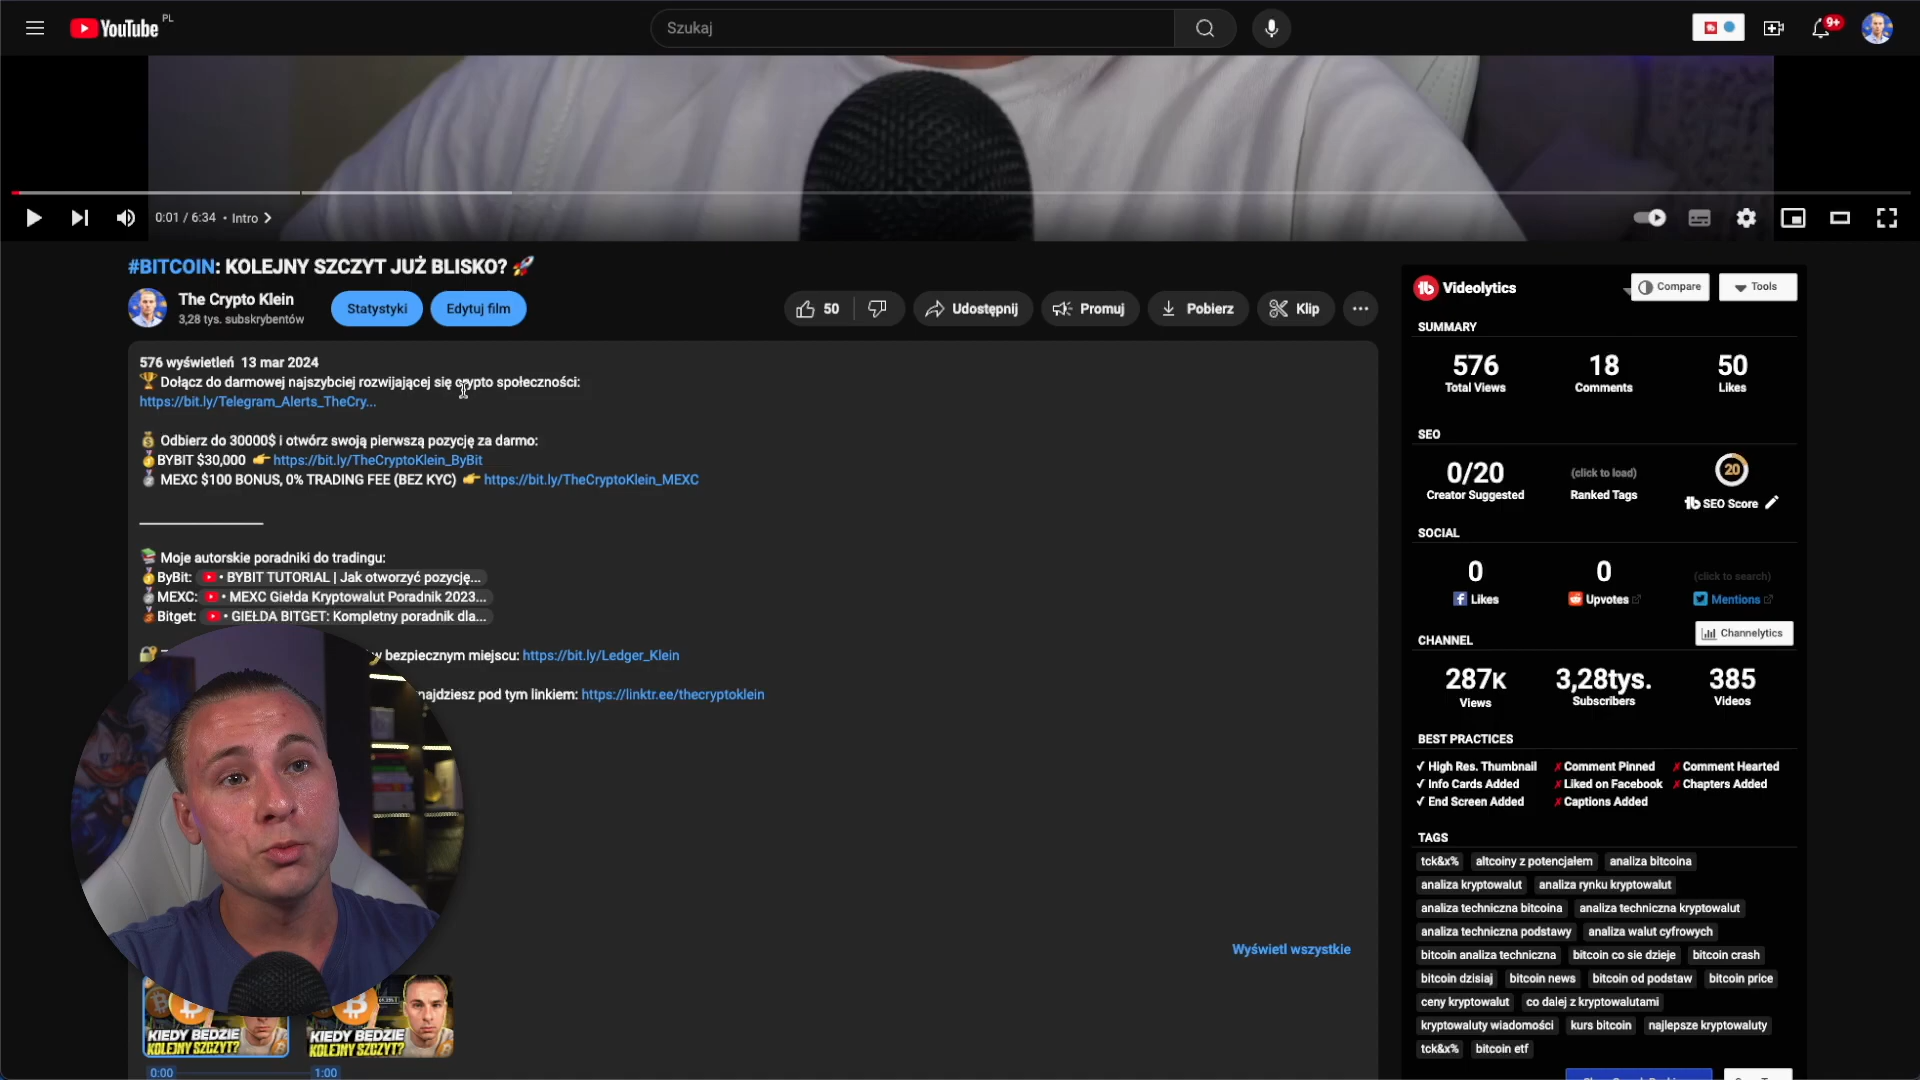 YouTube PL
Szukaj
9+
0:01 / 6:34 • Intro
#BITCOIN: KOLEJNY SZCZYT JUŻ BLISKO? 🚀
The Crypto Klein
3,28 tys. subskrybentów
Statystyki
Edytuj film
50
Udostępnij
Promuj
Pobierz
Klip
576 wyświetleń 13 mar 2024
🏆 Dołącz do darmowej najszybciej rozwijającej się crypto społeczności:
https://bit.ly/Telegram_Alerts_TheCry...
💰 Odbierz do 30000$ i otwórz swoją pierwszą pozycję za darmo:
🥇BYBIT $30,000 👉 https://bit.ly/TheCryptoKlein_ByBit
🥈 MEXC $100 BONUS, 0% TRADING FEE (BEZ KYC) 👉 https://bit.ly/TheCryptoKlein_MEXC
📚 Moje autorskie poradniki do tradingu:
🥇ByBit: • BYBIT TUTORIAL | Jak otworzyć pozycję...
🥈MEXC: • MEXC Giełda Kryptowalut Poradnik 2023...
🥉Bitget: • GIEŁDA BITGET: Kompletny poradnik dla...
w bezpiecznym miejscu: https://bit.ly/Ledger_Klein
najdziesz pod tym linkiem: https://linktr.ee/thecryptoklein
Wyświetl wszystkie
KIEDY BĘDZIE
KOLEJNY SZCZYT?
KIEDY BĘDZIE
KOLEJNY SZCZYT?
0:00
1:00
Videolytics
Compare
Tools
SUMMARY
576 18 50
Total Views Comments Likes
SEO
0/20 (click to load) 20
Creator Suggested Ranked Tags SEO Score
SOCIAL
0 0 (click to search)
Likes Upvotes Mentions
CHANNEL
Channelytics
287K 3,28tys. 385
Views Subscribers Videos
BEST PRACTICES
✓ High Res. Thumbnail ✗ Comment Pinned ✗ Comment Hearted
✓ Info Cards Added ✗ Liked on Facebook ✗ Chapters Added
✓ End Screen Added ✗ Captions Added
TAGS
tck&x% altcoiny z potencjałem analiza bitcoina
analiza kryptowalut analiza rynku kryptowalut
analiza techniczna bitcoina analiza techniczna kryptowalut
analiza techniczna podstawy analiza walut cyfrowych
bitcoin analiza techniczna bitcoin co sie dzieje bitcoin crash
bitcoin dzisiaj bitcoin news bitcoin od podstaw bitcoin price
ceny kryptowalut co dalej z kryptowalutami
kryptowaluty wiadomości kurs bitcoin najlepsze kryptowaluty
tck&x% bitcoin etf